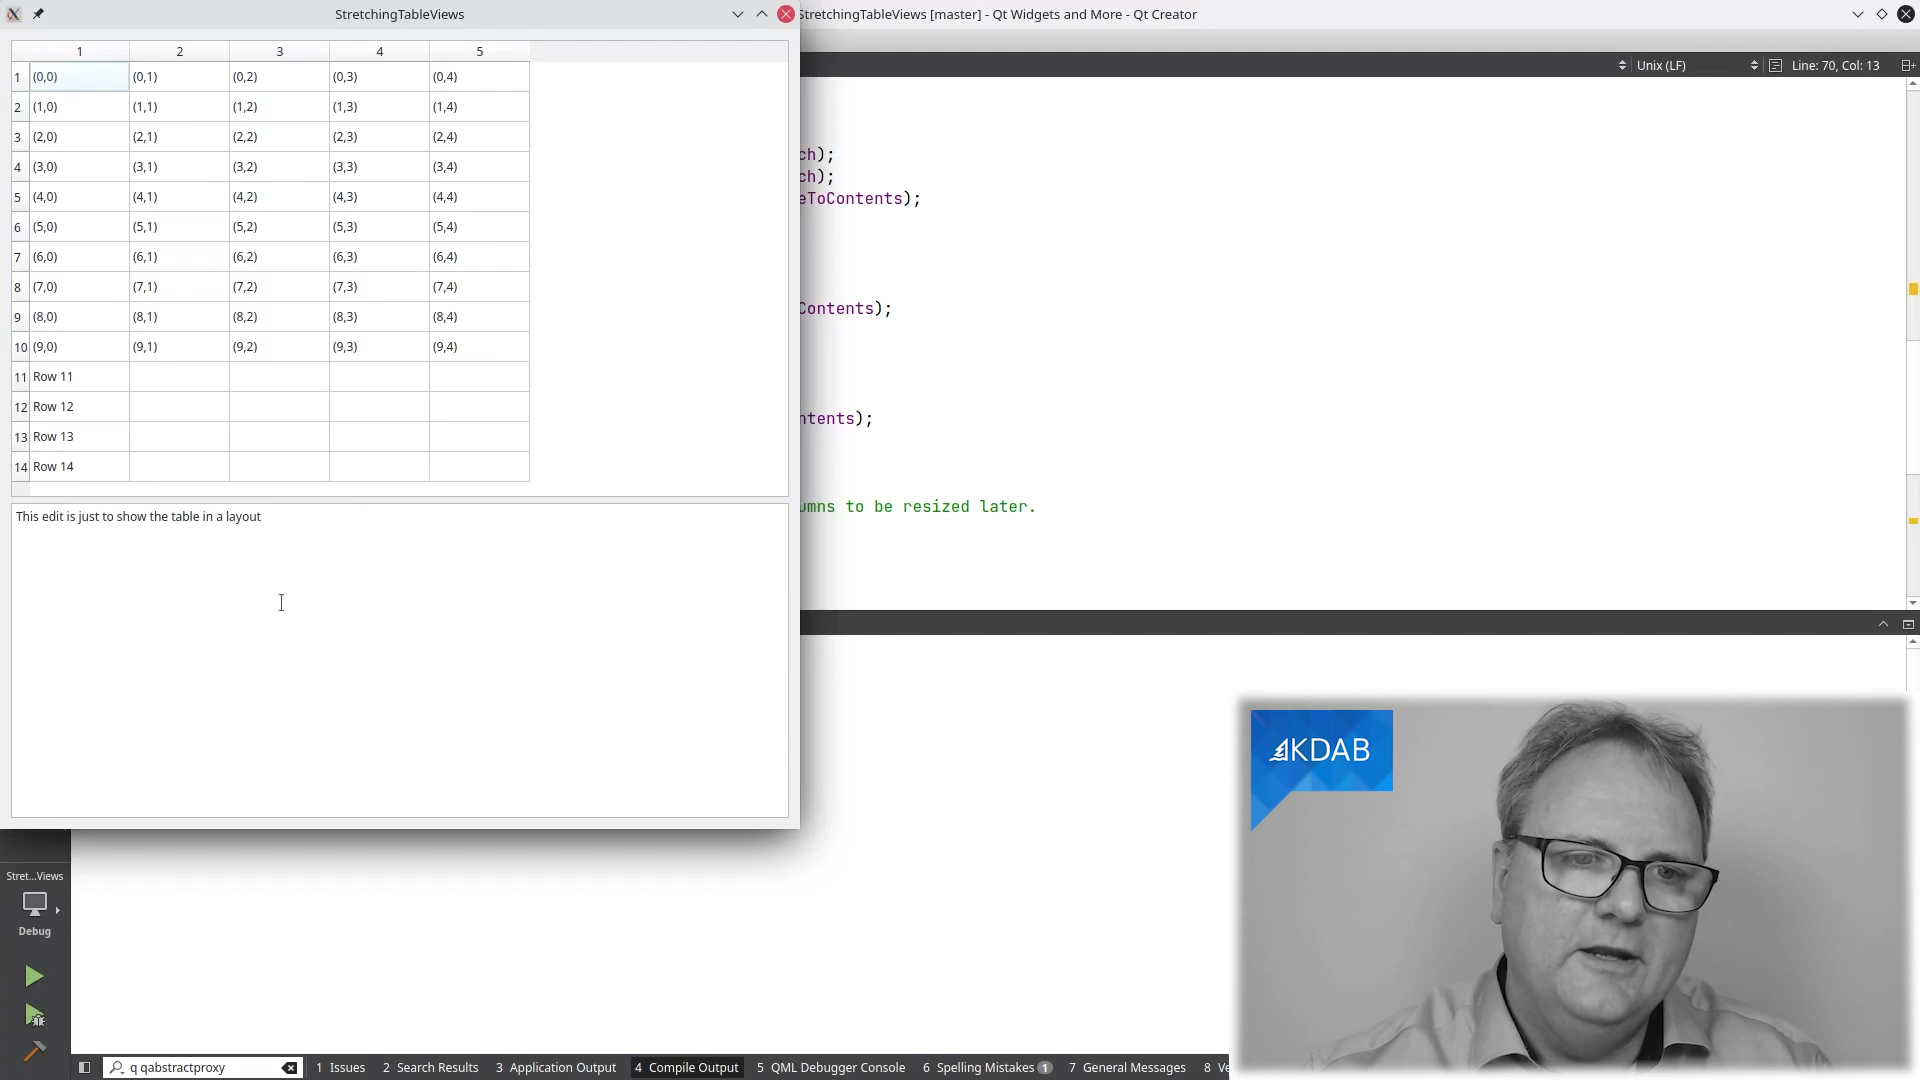 StretchingTableViews
StretchingTableViews [master] - Qt Widgets and More - Qt Creator
Unix (LF)
Line: 70, Col: 13
1 2 3 4 5
1 (0,0) (0,1) (0,2) (0,3) (0,4)
2 (1,0) (1,1) (1,2) (1,3) (1,4)
3 (2,0) (2,1) (2,2) (2,3) (2,4)
4 (3,0) (3,1) (3,2) (3,3) (3,4)
5 (4,0) (4,1) (4,2) (4,3) (4,4)
6 (5,0) (5,1) (5,2) (5,3) (5,4)
7 (6,0) (6,1) (6,2) (6,3) (6,4)
8 (7,0) (7,1) (7,2) (7,3) (7,4)
9 (8,0) (8,1) (8,2) (8,3) (8,4)
10 (9,0) (9,1) (9,2) (9,3) (9,4)
11 Row 11
12 Row 12
13 Row 13
14 Row 14
This edit is just to show the table in a layout
ch);
ch);
eToContents);
Contents);
ntents);
umns to be resized later.
KDAB
Stret...Views
Debug
q qabstractproxy
1 Issues 2 Search Results 3 Application Output 4 Compile Output 5 QML Debugger Console 6 Spelling Mistakes 1 7 General Messages 8 Ve